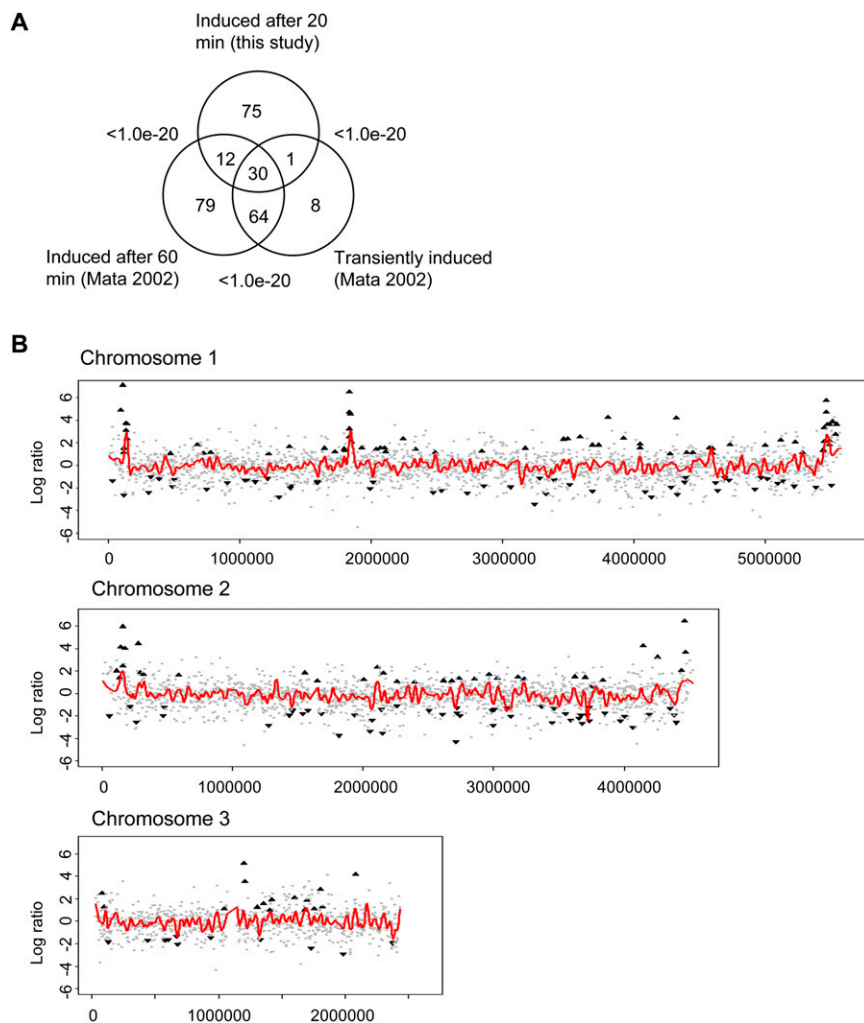 A
Induced after 20
min (this study)
75
<1.0e-20
<1.0e-20
12
1
30
79
8
64
Induced after 60
min (Mata 2002)
<1.0e-20
Transiently induced
(Mata 2002)
B
Chromosome 1
Log ratio
6
4
2
0
-2
-4
-6
0 1000000 2000000 3000000 4000000 5000000
Chromosome 2
Log ratio
6
4
2
0
-2
-4
-6
0 1000000 2000000 3000000 4000000
Chromosome 3
Log ratio
6
4
2
0
-2
-4
-6
0 1000000 2000000